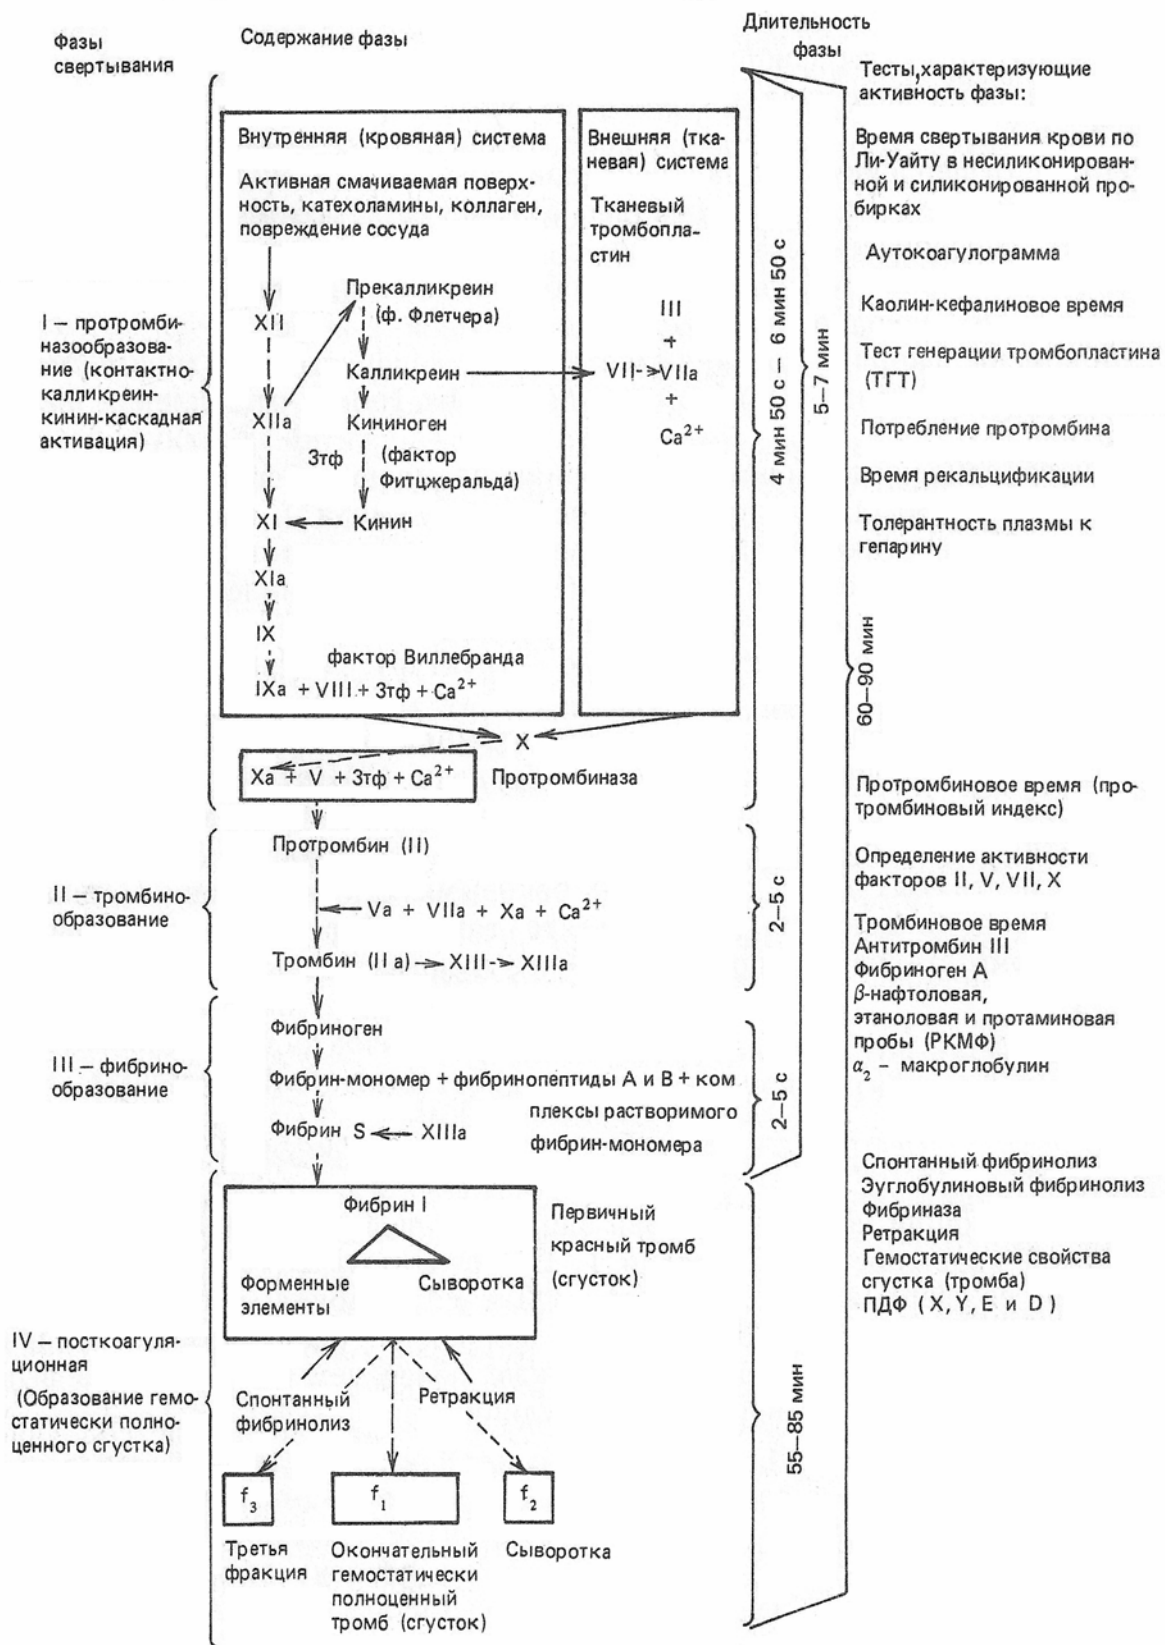 Фазы
свертывания
Содержание фазы
Длительность
фазы
Тесты, характеризующие
активность фазы:
I — протромби-
назообразова-
ние (контактно-
калликреин-
кинин-каскадная
активация)
Внутренняя (кровяная) система
Активная смачиваемая поверх-
ность, катехоламины, коллаген,
повреждение сосуда
Прекалликреин
(ф. Флетчера)
XII
Калликреин
XIIa
Кининоген
3тф
(фактор
Фитцжеральда)
XI
Кинин
XIa
IX
фактор Виллебранда
IXa + VIII + 3тф + Ca²⁺
Внешняя (тка-
невая) система
Тканевый
тромбопла-
стин
III
+
VII VIIa
+
Ca²⁺
X
Xa + V + 3тф + Ca²⁺
Протромбиназа
4 мин 50 с — 6 мин 50 с
5—7 мин
60—90 мин
Время свертывания крови по
Ли-Уайту в несиликонирован-
ной и силиконированной про-
бирках
Аутокоагулограмма
Каолин-кефалиновое время
Тест генерации тромбопластина
(ТГТ)
Потребление протромбина
Время рекальцификации
Толерантность плазмы к
гепарину
II — тромбино-
образование
Протромбин (II)
Va + VIIa + Xa + Ca²⁺
Тромбин (II a) XIII XIIIa
2—5 с
Протромбиновое время (про-
тромбиновый индекс)
Определение активности
факторов II, V, VII, X
Тромбиновое время
Антитромбин III
Фибриноген А
β-нафтоловая,
этаноловая и протаминовая
пробы (РКМФ)
α₂ — макроглобулин
III — фибрино-
образование
Фибриноген
Фибрин-мономер + фибринопептиды А и В + ком
плексы растворимого
фибрин-мономера
Фибрин S XIIIa
2—5 с
IV — посткоагуля-
ционная
(Образование гемо-
статически полно-
ценного сгустка)
Фибрин I
Форменные
элементы
Сыворотка
Первичный
красный тромб
(сгусток)
Спонтанный
фибринолиз
Ретракция
f₃
f₁
f₂
Третья
фракция
Окончательный
гемостатически
полноценный
тромб (сгусток)
Сыворотка
55—85 мин
Спонтанный фибринолиз
Эуглобулиновый фибринолиз
Фибриназа
Ретракция
Гемостатические свойства
сгустка (тромба)
ПДФ (X, Y, E и D)